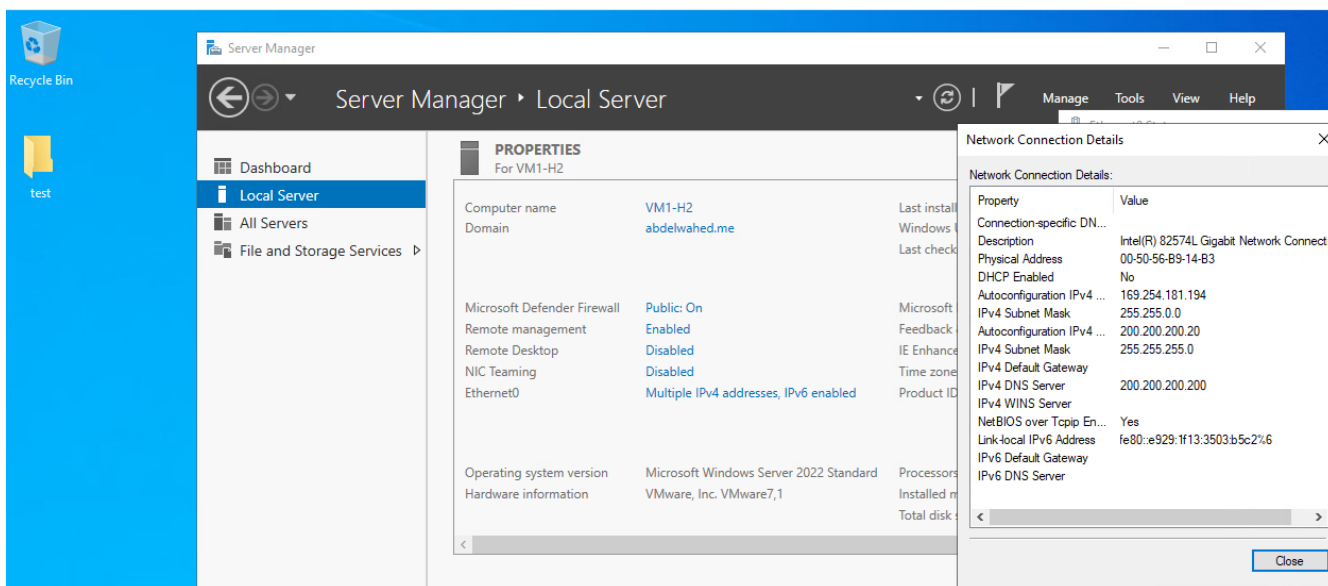 Recycle Bin
test
Server Manager
Server Manager ‣ Local Server
Manage Tools View Help
Dashboard
Local Server
All Servers
File and Storage Services
PROPERTIES
For VM1-H2
Computer name VM1-H2 Last install
Domain abdelwahed.me Windows
Last check
Microsoft Defender Firewall Public: On Microsoft
Remote management Enabled Feedback
Remote Desktop Disabled IE Enhance
NIC Teaming Disabled Time zone
Ethernet0 Multiple IPv4 addresses, IPv6 enabled Product ID
Operating system version Microsoft Windows Server 2022 Standard Processors
Hardware information VMware, Inc. VMware7,1 Installed m
Total disk
Network Connection Details
Network Connection Details:
Property Value
Connection-specific DN...
Description Intel(R) 82574L Gigabit Network Connect
Physical Address 00-50-56-B9-14-B3
DHCP Enabled No
Autoconfiguration IPv4 ... 169.254.181.194
IPv4 Subnet Mask 255.255.0.0
Autoconfiguration IPv4 ... 200.200.200.20
IPv4 Subnet Mask 255.255.255.0
IPv4 Default Gateway
IPv4 DNS Server 200.200.200.200
IPv4 WINS Server
NetBIOS over Tcpip En... Yes
Link-local IPv6 Address fe80::e929:1f13:3503:b5c2%6
IPv6 Default Gateway
IPv6 DNS Server
Close